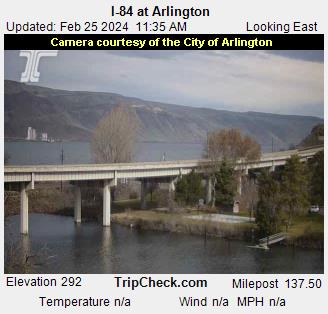 I-84 at Arlington
Updated: Feb 25 2024 11:35 AM Looking East
Camera courtesy of the City of Arlington
Elevation 292 TripCheck.com Milepost 137.50
Temperature n/a Wind n/a MPH n/a